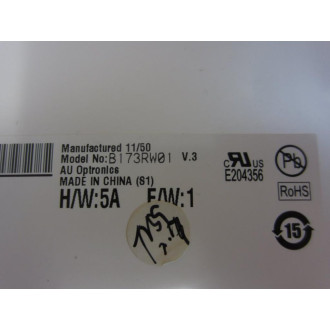 Manufactured 11/50
Model No:B173RW01 V.3
AU Optronics
MADE IN CHINA (S1)
H/W:5A F/W:1
c US
E204356
Pb
RoHS
15